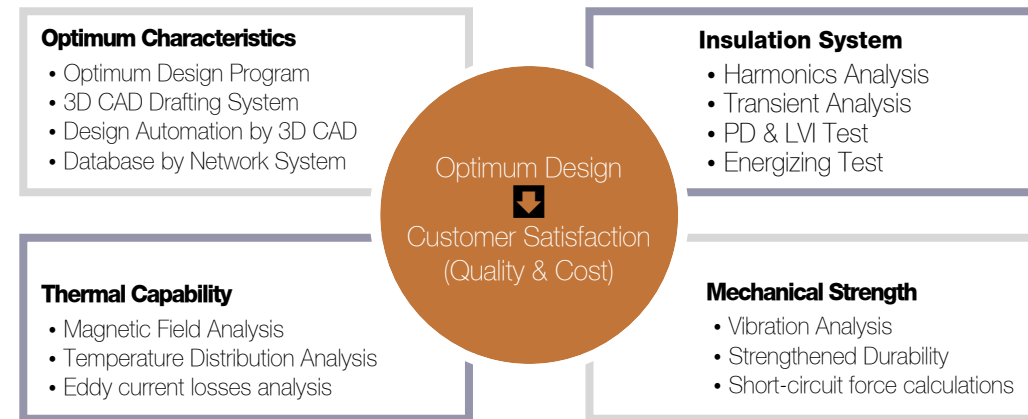 Optimum Characteristics
• Optimum Design Program
• 3D CAD Drafting System
• Design Automation by 3D CAD
• Database by Network System
Insulation System
• Harmonics Analysis
• Transient Analysis
• PD & LVI Test
• Energizing Test
Optimum Design
Customer Satisfaction
(Quality & Cost)
Thermal Capability
• Magnetic Field Analysis
• Temperature Distribution Analysis
• Eddy current losses analysis
Mechanical Strength
• Vibration Analysis
• Strengthened Durability
• Short-circuit force calculations